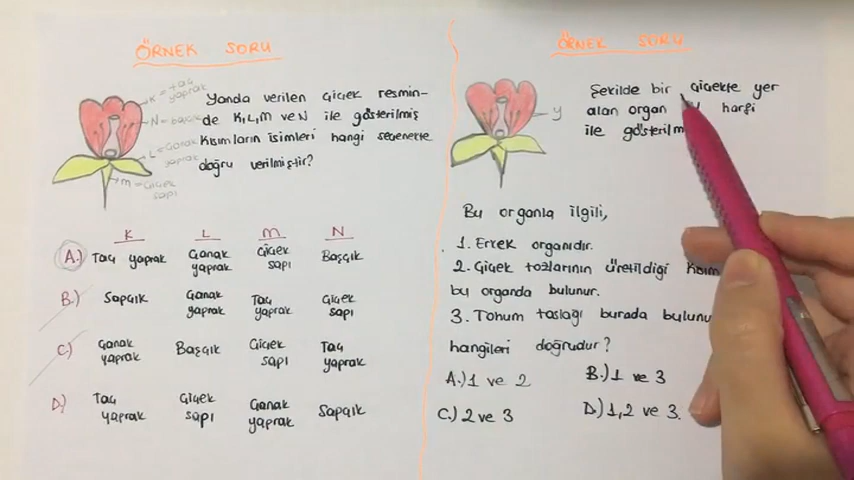 ÖRNEK SORU
K = taç
yaprak
N = başçık
L = Çanak
yaprak
m = Çiçek
sapı
Yanda verilen çiçek resmin-
de K,L,M ve N ile gösterilmiş
kısımların isimleri hangi seçenekte
doğru verilmiştir?
K L M N
A.) Taç yaprak Çanak yaprak Çiçek sapı Başçık
B.) Sapçık Çanak yaprak Taç yaprak Çiçek sapı
C.) Çanak yaprak Başçık Çiçek sapı Taç yaprak
D.) Taç yaprak Çiçek sapı Çanak yaprak Sapçık
ÖRNEK SORU
y
Şekilde bir çiçekte yer
alan organ harfi
ile
Bu organla ilgili,
1. Erkek organıdır.
2. Çiçek tozlarının üretildiği
bu organda bulunur.
3. Tohum taslağı burada
hangileri doğrudur?
A.) 1 ve 2 B.) 1 ve 3
C.) 2 ve 3 D.) 1,2 ve 3.